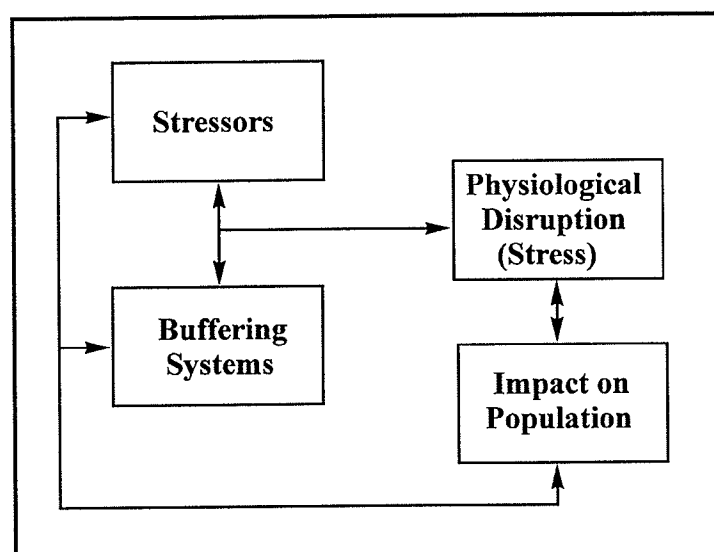 Stressors
Physiological
Disruption
(Stress)
Buffering
Systems
Impact on
Population